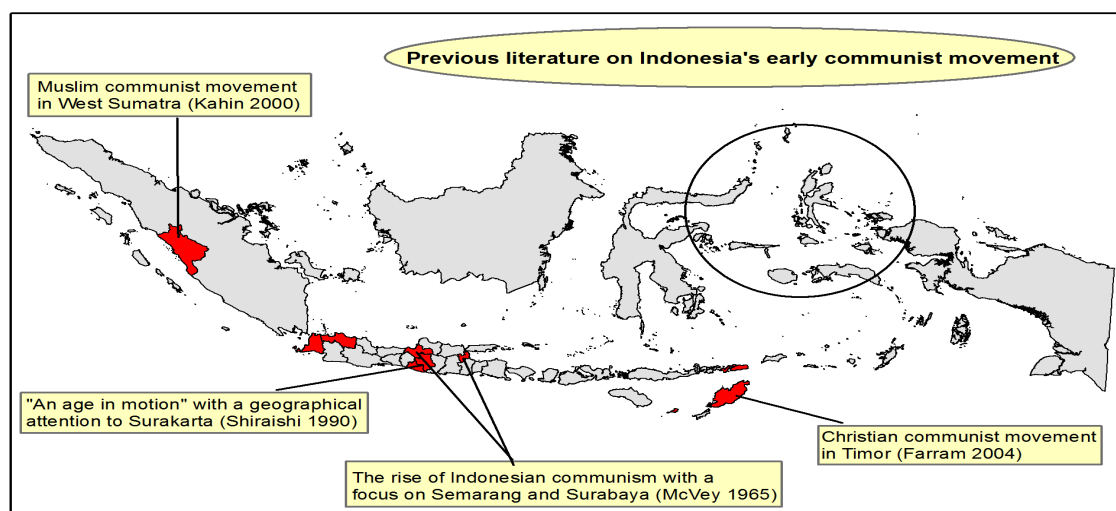 Previous literature on Indonesia's early communist movement
Muslim communist movement
in West Sumatra (Kahin 2000)
"An age in motion" with a geographical
attention to Surakarta (Shiraishi 1990)
Christian communist movement
in Timor (Farram 2004)
The rise of Indonesian communism with a
focus on Semarang and Surabaya (McVey 1965)